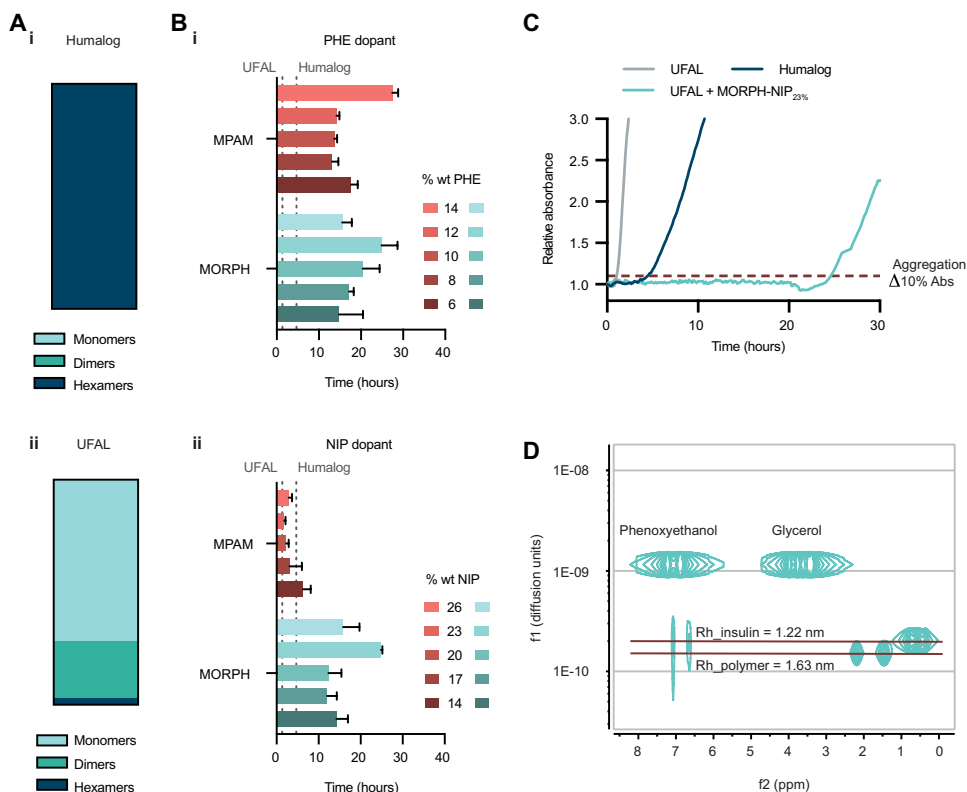 A
i
Humalog
Monomers
Dimers
Hexamers
ii
UFAL
Monomers
Dimers
Hexamers
B
i
PHE dopant
UFAL
Humalog
MPAM
MORPH
% wt PHE
14
12
10
8
6
0 10 20 30 40
Time (hours)
ii
NIP dopant
UFAL
Humalog
MPAM
MORPH
% wt NIP
26
23
20
17
14
0 10 20 30 40
Time (hours)
C
UFAL
Humalog
UFAL + MORPH-NIP23%
Relative absorbance
3.0
2.5
2.0
1.5
1.0
Aggregation
Δ10% Abs
0 10 20 30
Time (hours)
D
f1 (diffusion units)
1E-08
1E-09
1E-10
Phenoxyethanol
Glycerol
Rh_insulin = 1.22 nm
Rh_polymer = 1.63 nm
8 7 6 5 4 3 2 1 0
f2 (ppm)